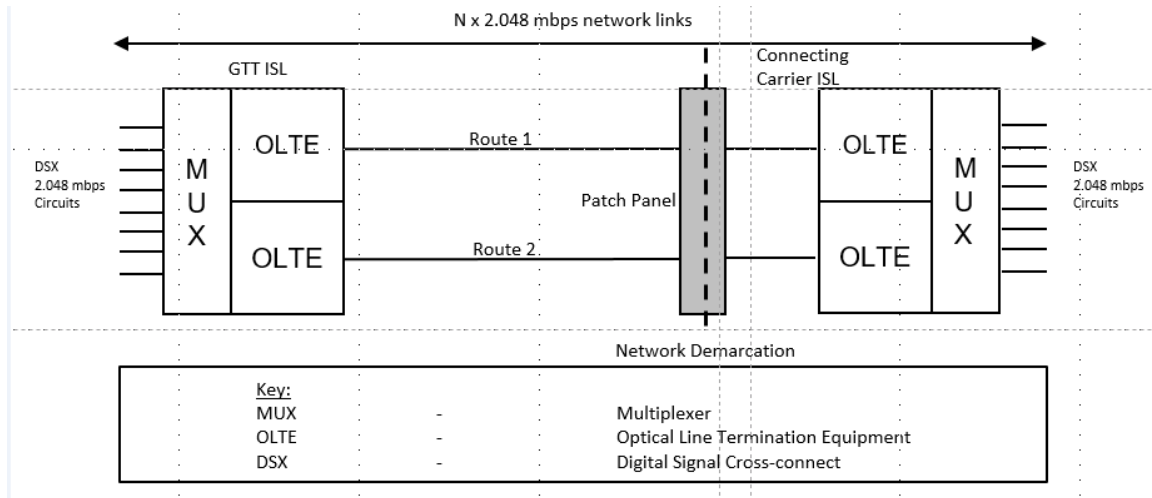 N x 2.048 mbps network links
GTT ISL
Connecting
Carrier ISL
DSX
2.048 mbps
Circuits
M
U
X
OLTE
OLTE
Route 1
Route 2
Patch Panel
OLTE
OLTE
M
U
X
DSX
2.048 mbps
Circuits
Network Demarcation
Key:
MUX - Multiplexer
OLTE - Optical Line Termination Equipment
DSX - Digital Signal Cross-connect